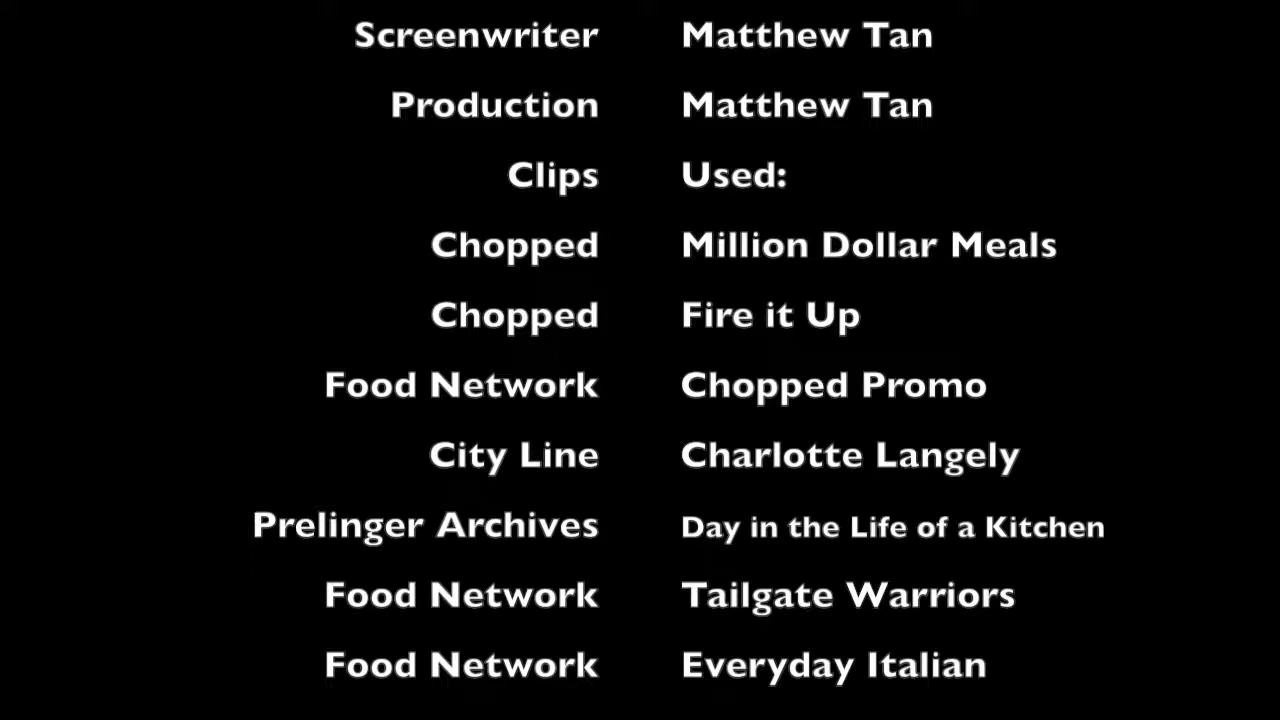 Screenwriter Matthew Tan
Production Matthew Tan
Clips Used:
Chopped Million Dollar Meals
Chopped Fire it Up
Food Network Chopped Promo
City Line Charlotte Langely
Prelinger Archives Day in the Life of a Kitchen
Food Network Tailgate Warriors
Food Network Everyday Italian